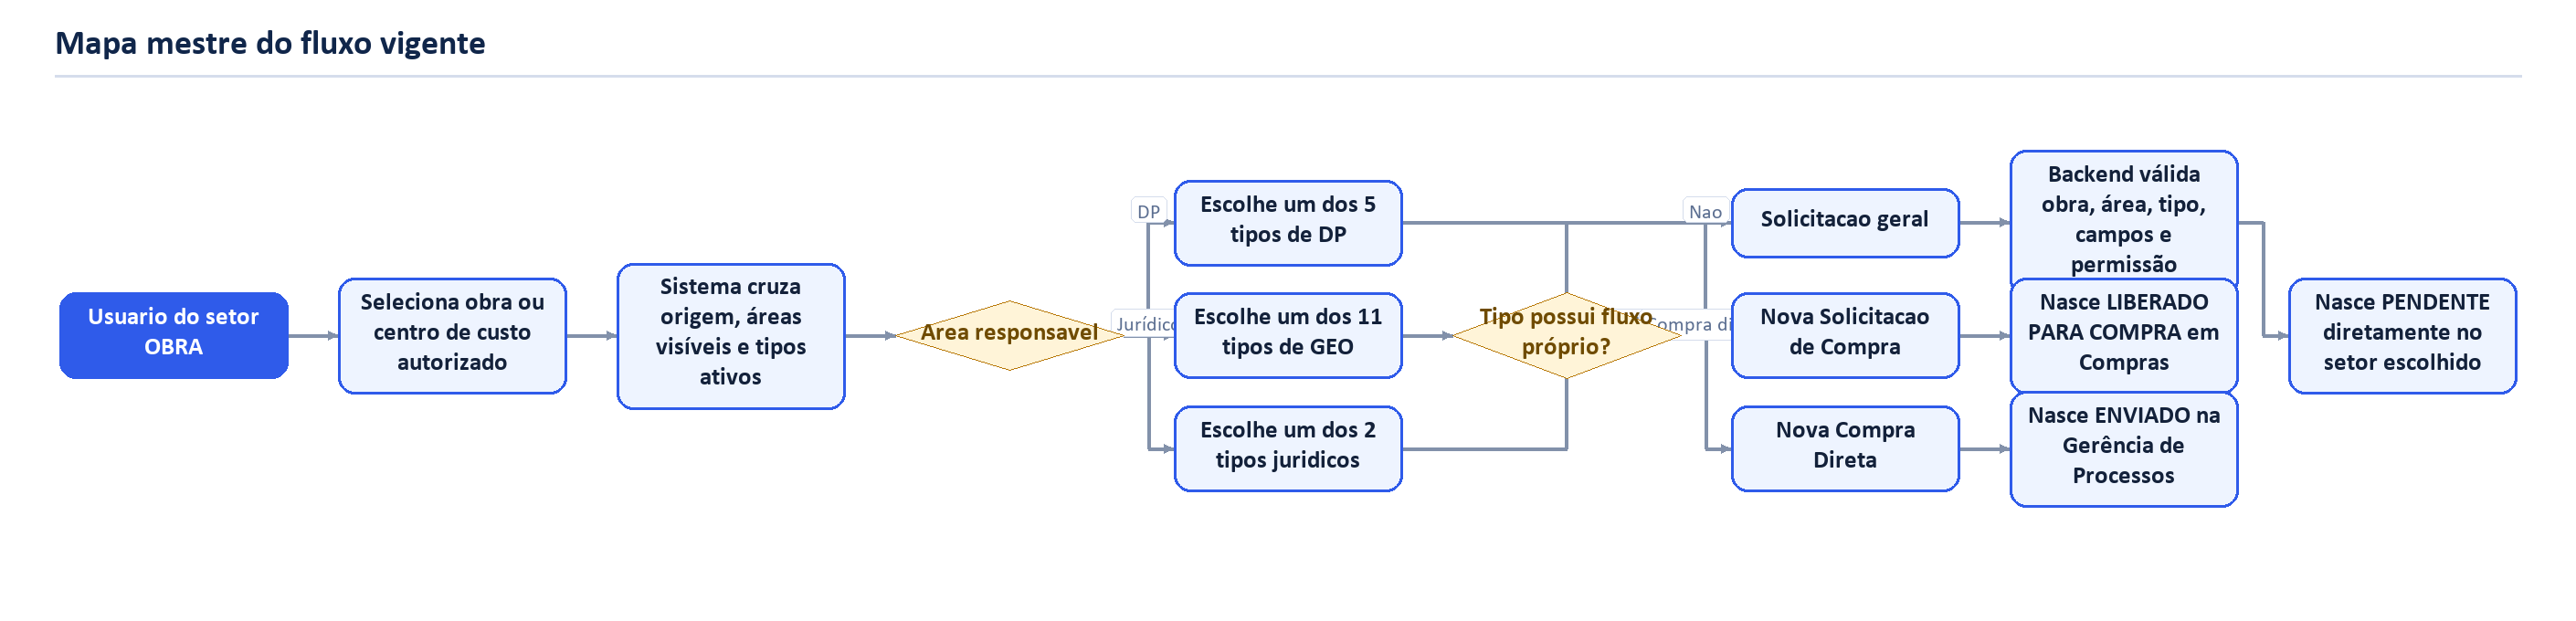 Mapa mestre do fluxo vigente
Usuario do setor
OBRA
Seleciona obra ou
centro de custo
autorizado
Sistema cruza
origem, áreas
visíveis e tipos
ativos
Area responsavel
DP
Jurídico
Escolhe um dos 5
tipos de DP
Escolhe um dos 11
tipos de GEO
Escolhe um dos 2
tipos juridicos
Tipo possui fluxo
próprio?
Nao
Solicitacao geral
Nova Solicitacao
de Compra
Nova Compra
Direta
Backend válida
obra, área, tipo,
campos e
permissão
Nasce LIBERADO
PARA COMPRA em
Compras
Nasce ENVIADO na
Gerência de
Processos
Nasce PENDENTE
diretamente no
setor escolhido